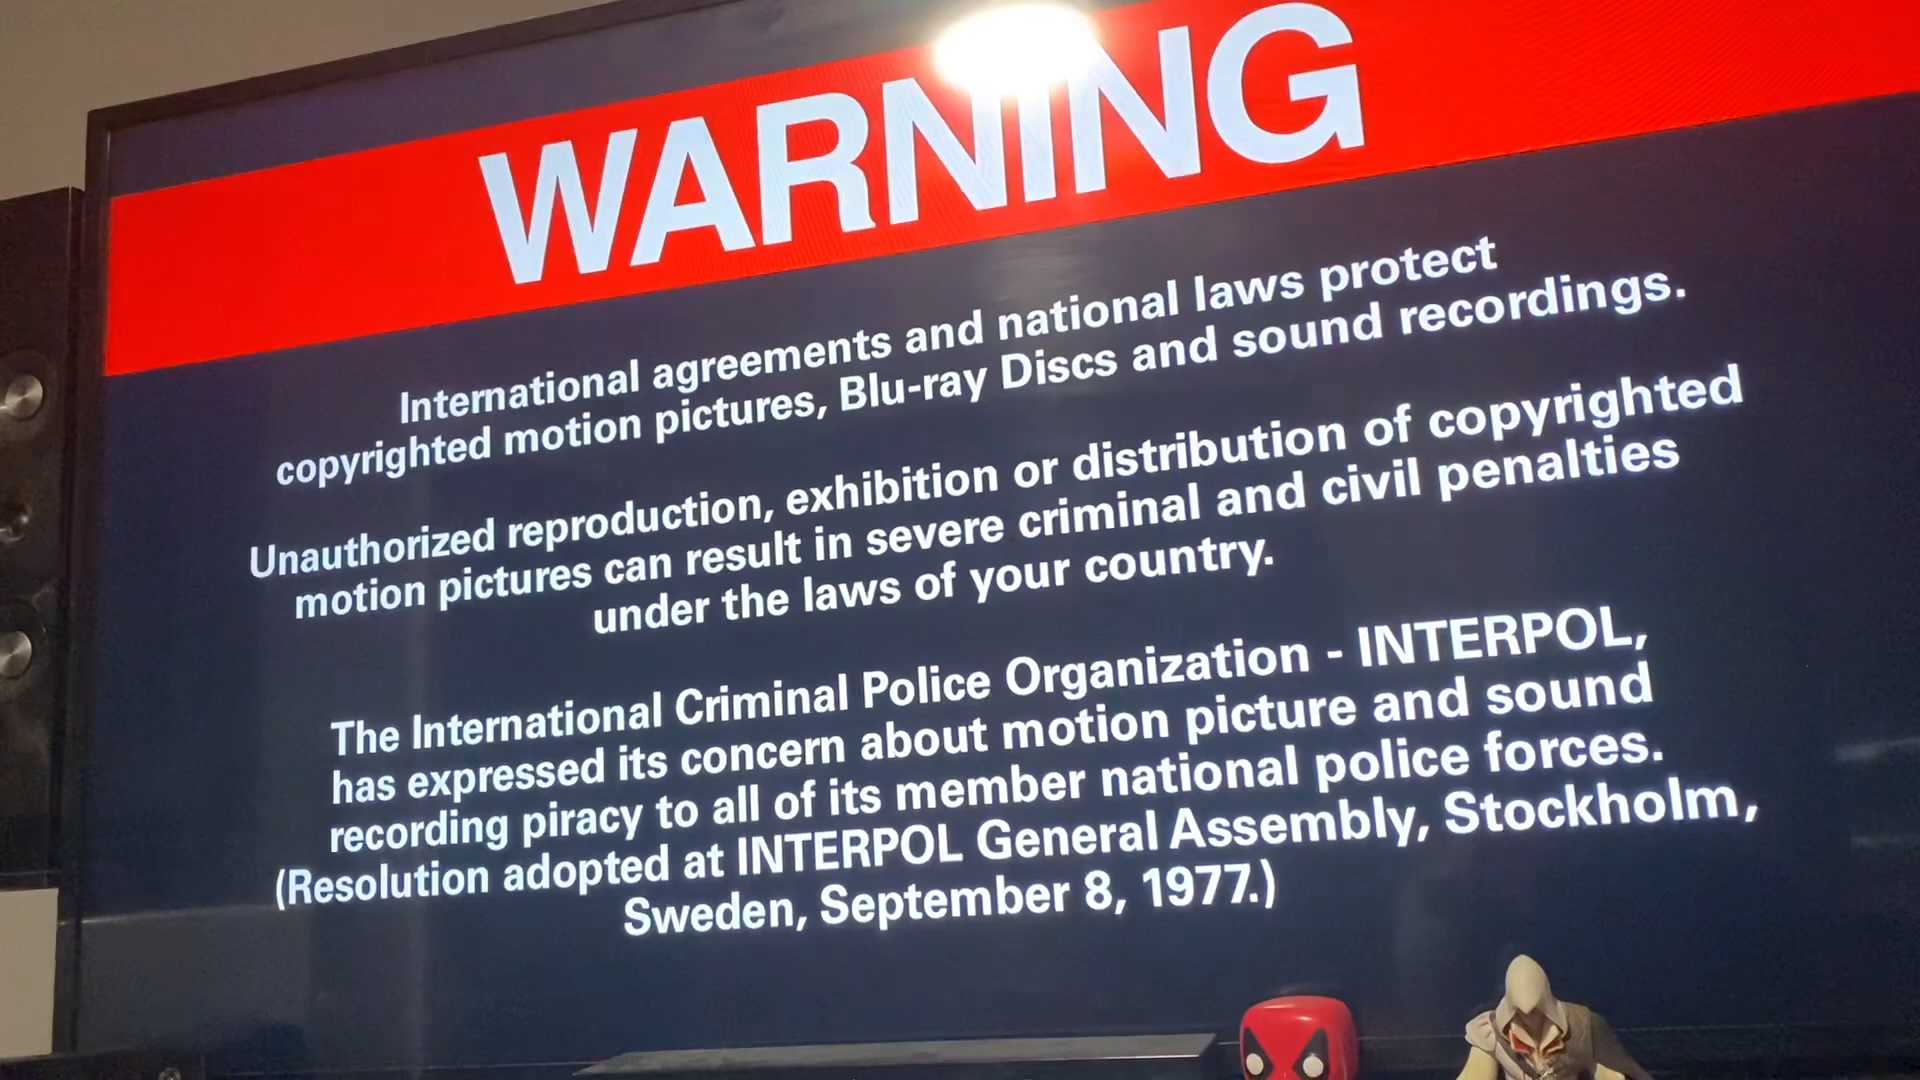 WARNING
International agreements and national laws protect
copyrighted motion pictures, Blu-ray Discs and sound recordings.
Unauthorized reproduction, exhibition or distribution of copyrighted
motion pictures can result in severe criminal and civil penalties
under the laws of your country.
The International Criminal Police Organization - INTERPOL,
has expressed its concern about motion picture and sound
recording piracy to all of its member national police forces.
(Resolution adopted at INTERPOL General Assembly, Stockholm,
Sweden, September 8, 1977.)